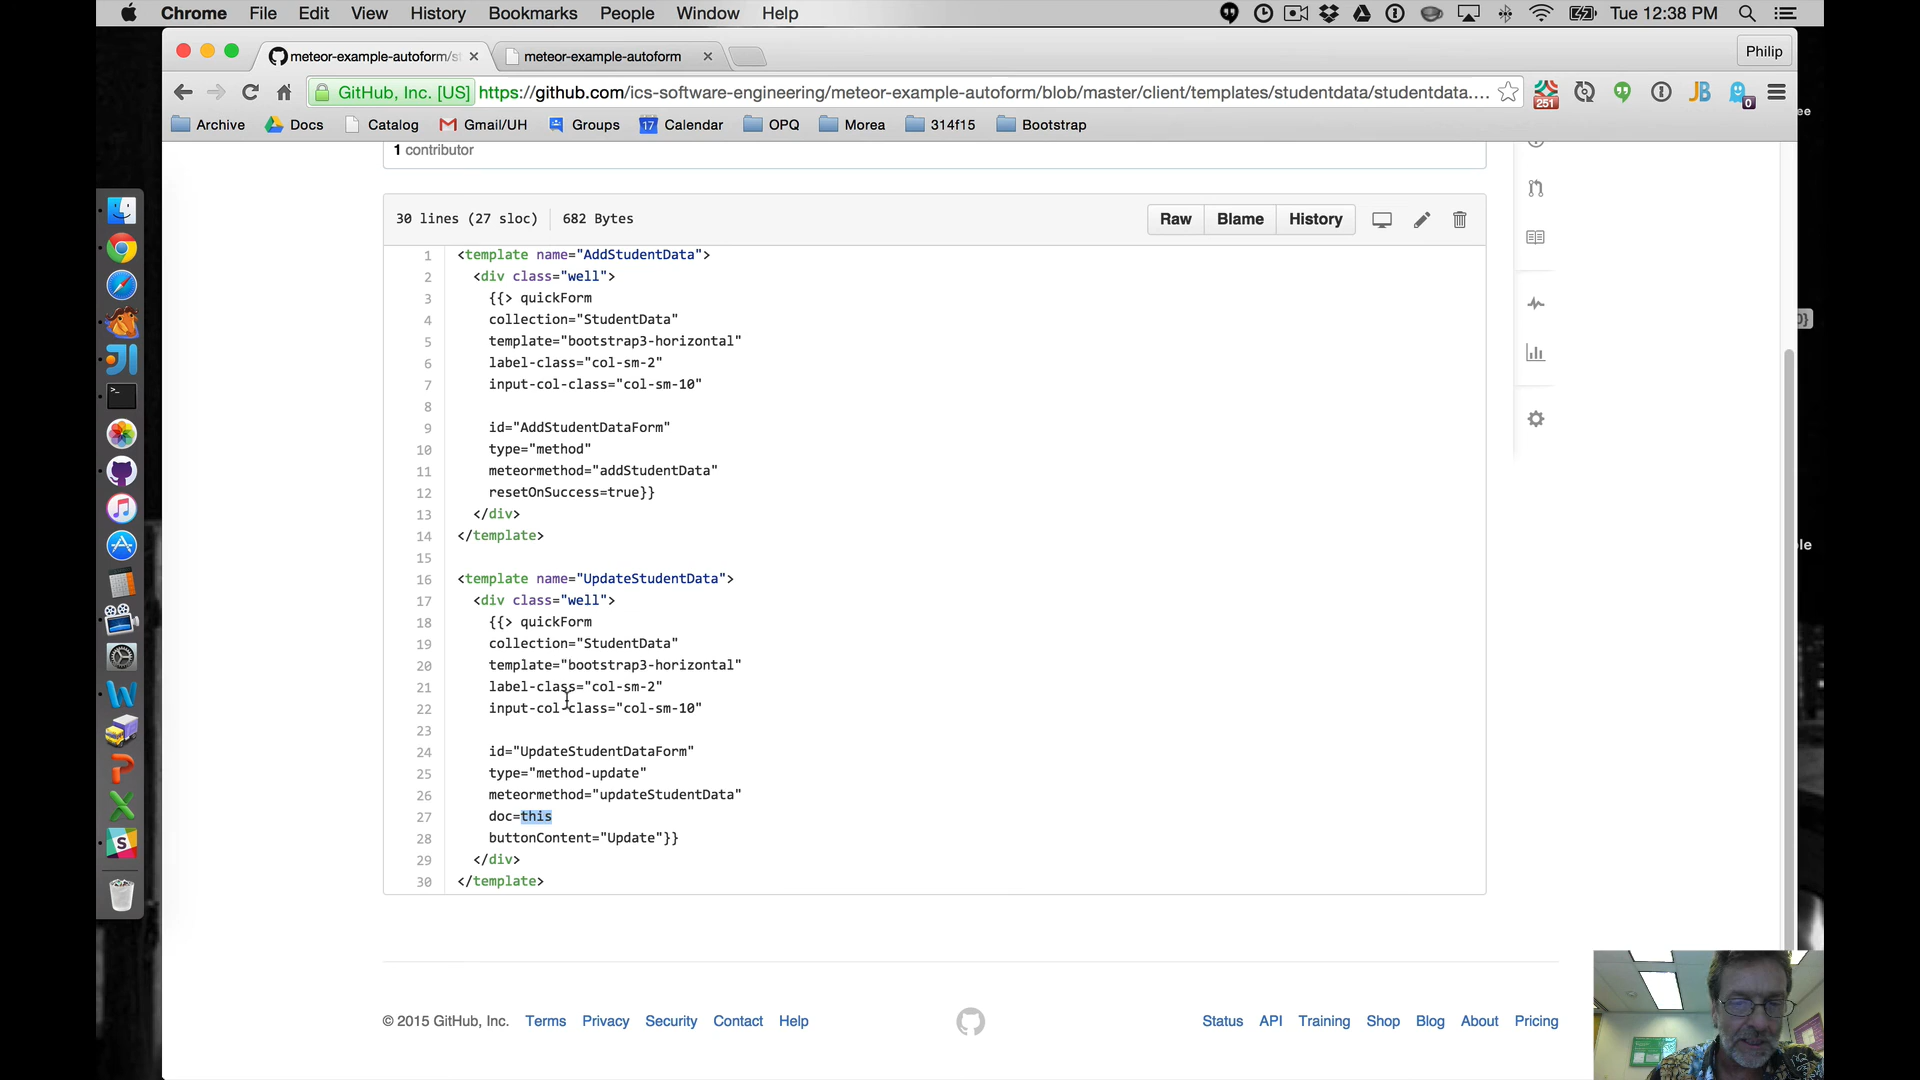 Chrome File Edit View History Bookmarks People Window Help Tue 12:38 PM
meteor-example-autoform/s meteor-example-autoform Philip
GitHub, Inc. [US] https://github.com/ics-software-engineering/meteor-example-autoform/blob/master/client/templates/studentdata/studentdata.... 251 JB 0
Archive Docs Catalog Gmail/UH Groups 17 Calendar OPQ Morea 314f15 Bootstrap
1 contributor
30 lines (27 sloc) 682 Bytes Raw Blame History
1 <template name="AddStudentData">
2 <div class="well">
3 {{> quickForm
4 collection="StudentData"
5 template="bootstrap3-horizontal"
6 label-class="col-sm-2"
7 input-col-class="col-sm-10"
8
9 id="AddStudentDataForm"
10 type="method"
11 meteormethod="addStudentData"
12 resetOnSuccess=true}}
13 </div>
14 </template>
15
16 <template name="UpdateStudentData">
17 <div class="well">
18 {{> quickForm
19 collection="StudentData"
20 template="bootstrap3-horizontal"
21 label-class="col-sm-2"
22 input-col-class="col-sm-10"
23
24 id="UpdateStudentDataForm"
25 type="method-update"
26 meteormethod="updateStudentData"
27 doc=this
28 buttonContent="Update"}}
29 </div>
30 </template>
© 2015 GitHub, Inc. Terms Privacy Security Contact Help Status API Training Shop Blog About Pricing